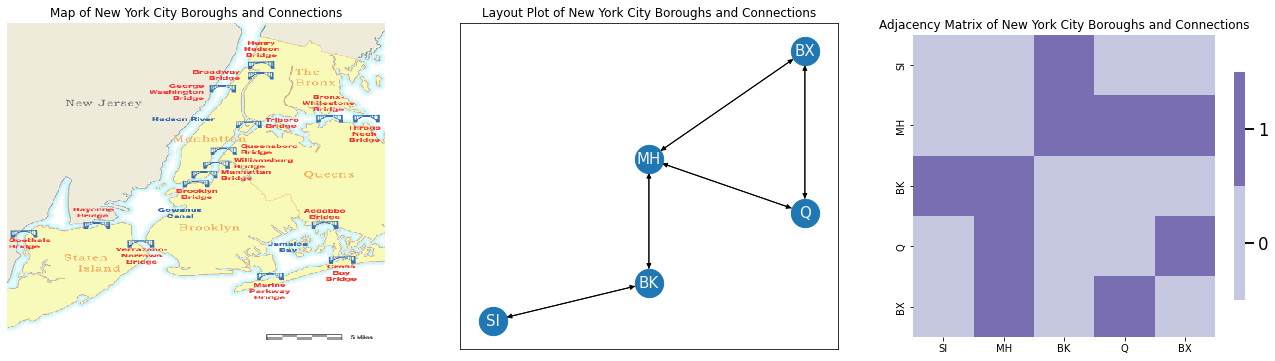 Map of New York City Boroughs and Connections
Henry
Hudson
Bridge
Broadway
Bridge
The
Bronx
George
Washington
Bridge
Bronx-
Whitestone
Bridge
New Jersey
Hudson River
Triboro
Bridge
Throgs
Neck
Bridge
Manhattan
Queensboro
Bridge
Williamsburg
Bridge
Manhattan
Bridge
Queens
Brooklyn
Bridge
Bayonne
Bridge
Gowanus
Canal
Addabbo
Bridge
Brooklyn
Goethals
Bridge
Verrazano-
Narrows
Bridge
Jamaica
Bay
Staten
Island
Cross
Bay
Bridge
Marine
Parkway
Bridge
5 Miles
Layout Plot of New York City Boroughs and Connections
BX
MH
Q
BK
SI
Adjacency Matrix of New York City Boroughs and Connections
SI
MH
BK
Q
BX
SI MH BK Q BX
1
0